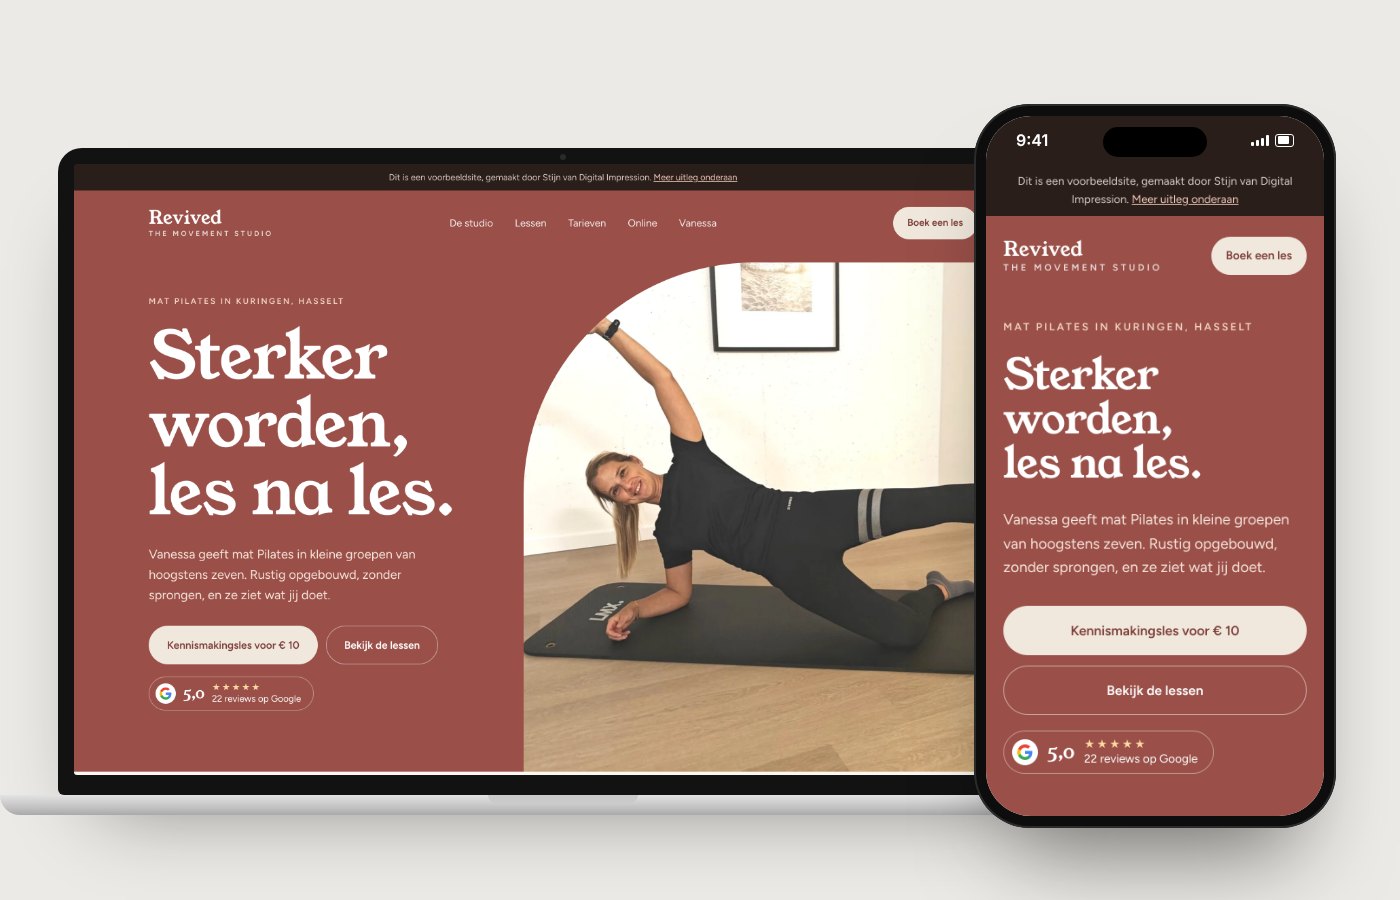 Dit is een voorbeeldsite, gemaakt door Stijn van Digital Impression. Meer uitleg onderaan
Revived
THE MOVEMENT STUDIO
De studio
Lessen
Tarieven
Online
Vanessa
Boek een les
MAT PILATES IN KURINGEN, HASSELT
Sterker
worden,
les na les.
Vanessa geeft mat Pilates in kleine groepen van
hoogstens zeven. Rustig opgebouwd, zonder
sprongen, en ze ziet wat jij doet.
Kennismakingsles voor € 10
Bekijk de lessen
5,0
★★★★★
22 reviews op Google
LMX.
9:41
Dit is een voorbeeldsite, gemaakt door Stijn van Digital
Impression. Meer uitleg onderaan
Revived
THE MOVEMENT STUDIO
Boek een les
MAT PILATES IN KURINGEN, HASSELT
Sterker
worden,
les na les.
Vanessa geeft mat Pilates in kleine groepen
van hoogstens zeven. Rustig opgebouwd,
zonder sprongen, en ze ziet wat jij doet.
Kennismakingsles voor € 10
Bekijk de lessen
5,0
★★★★★
22 reviews op Google